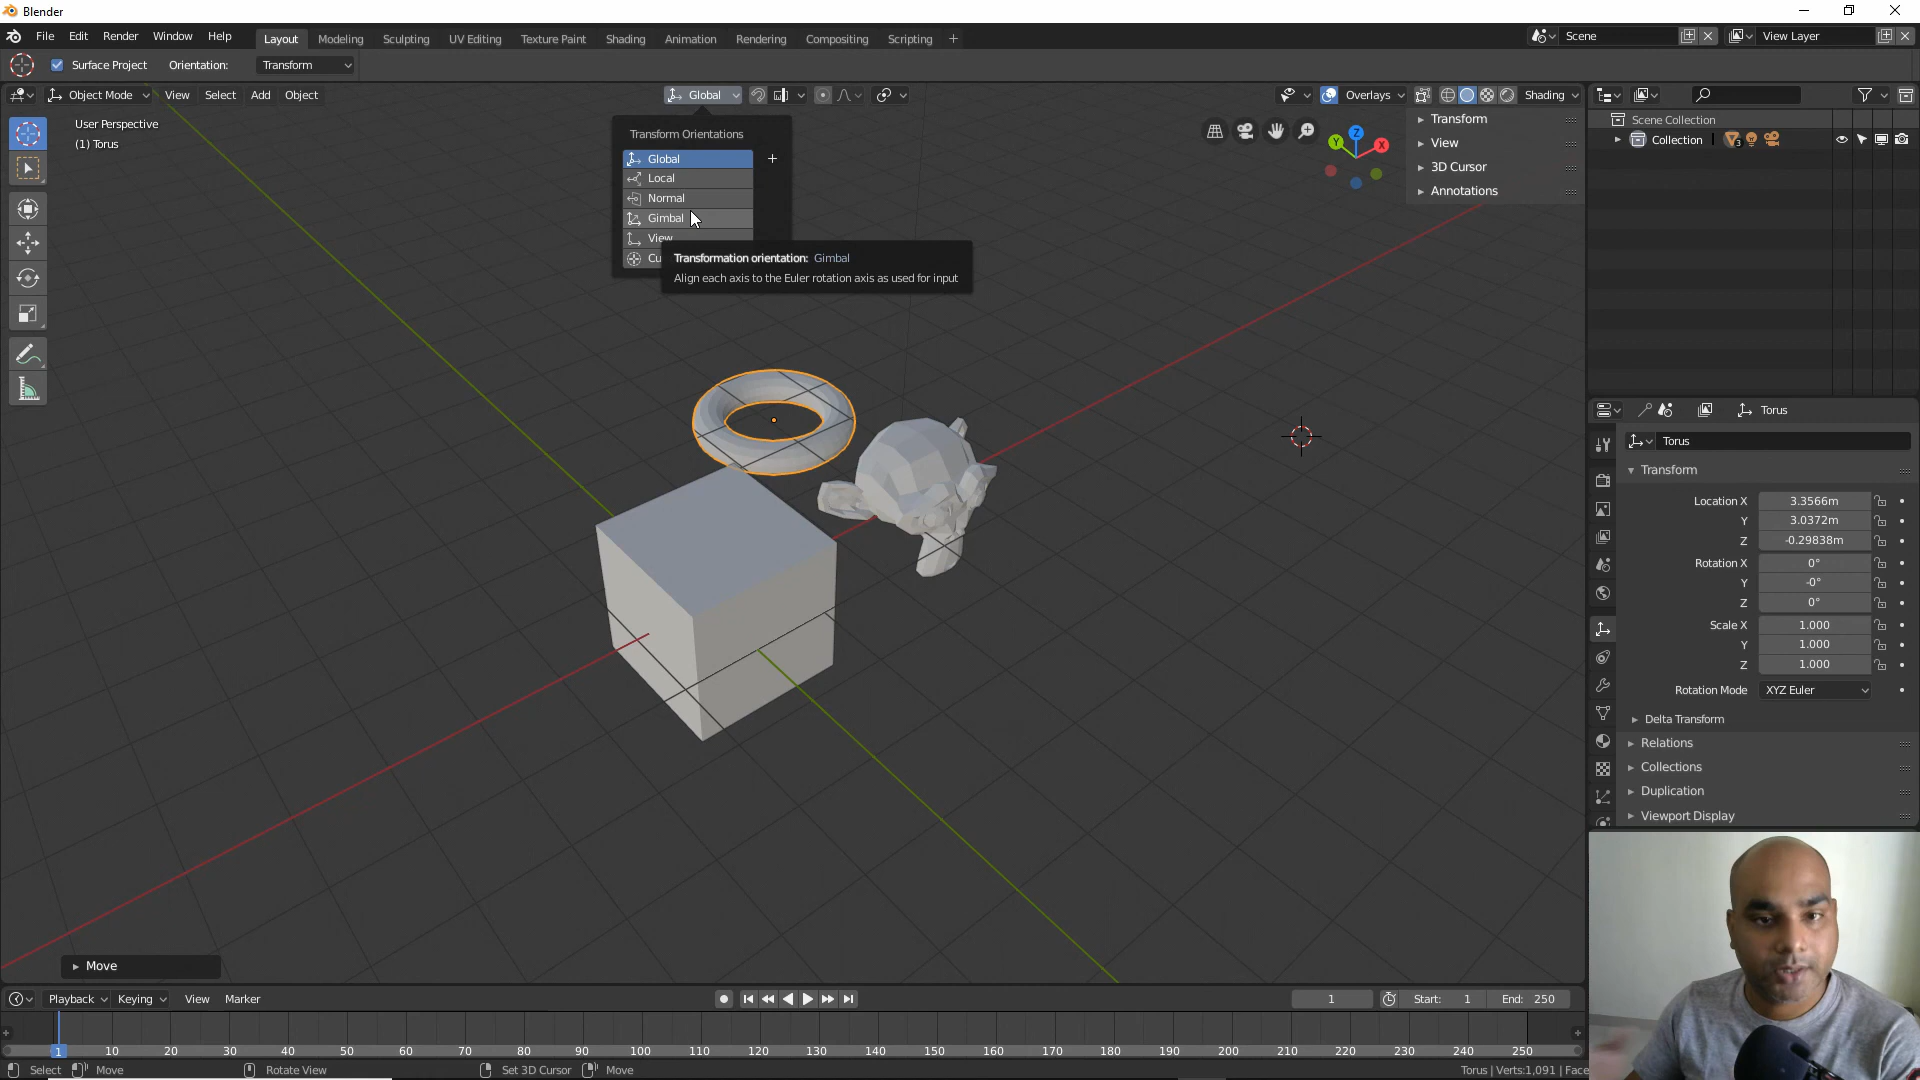 Blender
File Edit Render Window Help Layout Modeling Sculpting UV Editing Texture Paint Shading Animation Rendering Compositing Scripting + Scene View Layer
Surface Project Orientation: Transform
Object Mode View Select Add Object Global Overlays Shading
User Perspective
(1) Torus
Transform Orientations
Global
Local
Normal
Gimbal
View
Cu
Transformation orientation: Gimbal
Align each axis to the Euler rotation axis as used for input
Z
Y
X
Transform
View
3D Cursor
Annotations
Scene Collection
Collection 3
Torus
Torus
Transform
Location X 3.3566m
Y 3.0372m
Z -0.29838m
Rotation X 0°
Y -0°
Z 0°
Scale X 1.000
Y 1.000
Z 1.000
Rotation Mode XYZ Euler
Delta Transform
Relations
Collections
Duplication
Viewport Display
Move
Playback Keying View Marker 1 Start: 1 End: 250
1 10 20 30 40 50 60 70 80 90 100 110 120 130 140 150 160 170 180 190 200 210 220 230 240 250
Select Move Rotate View Set 3D Cursor Move Torus | Verts:1,091 | Face